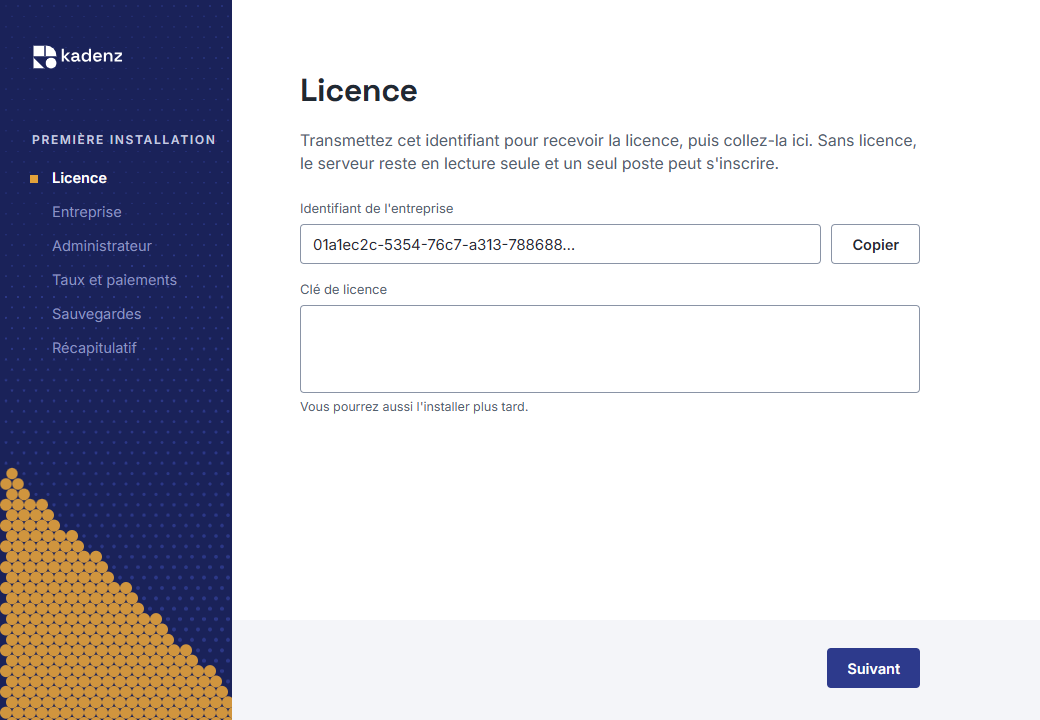 kadenz
PREMIÈRE INSTALLATION
Licence
Entreprise
Administrateur
Taux et paiements
Sauvegardes
Récapitulatif
Licence
Transmettez cet identifiant pour recevoir la licence, puis collez-la ici. Sans licence,
le serveur reste en lecture seule et un seul poste peut s'inscrire.
Identifiant de l'entreprise
01a1ec2c-5354-76c7-a313-788688...
Copier
Clé de licence
Vous pourrez aussi l'installer plus tard.
Suivant